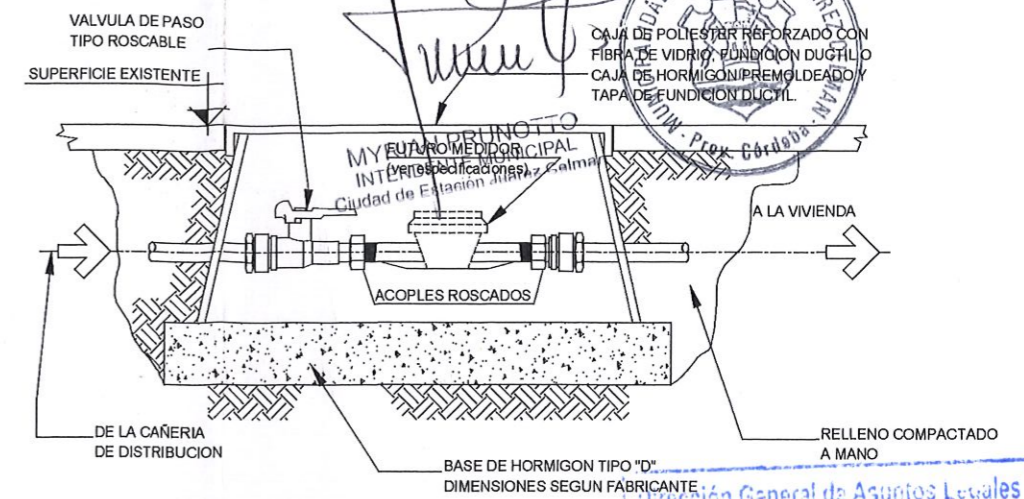 VALVULA DE PASO
TIPO ROSCABLE
SUPERFICIE EXISTENTE
CAJA DE POLIESTER REFORZADO CON
FIBRA DE VIDRIO, FUNDICION DUCTIL O
CAJA DE HORMIGON PREMOLDEADO Y
TAPA DE FUNDICION DUCTIL.
Prov. Córdoba
PRUNOTTO
INTENDENTE MUNICIPAL
Ciudad de Estación Juárez Celman
FUTURO MEDIDOR
(ver especificaciones)
A LA VIVIENDA
ACOPLES ROSCADOS
DE LA CAÑERIA
DE DISTRIBUCION
RELLENO COMPACTADO
A MANO
BASE DE HORMIGON TIPO "D"
DIMENSIONES SEGUN FABRICANTE
Dirección General de Asuntos Legales